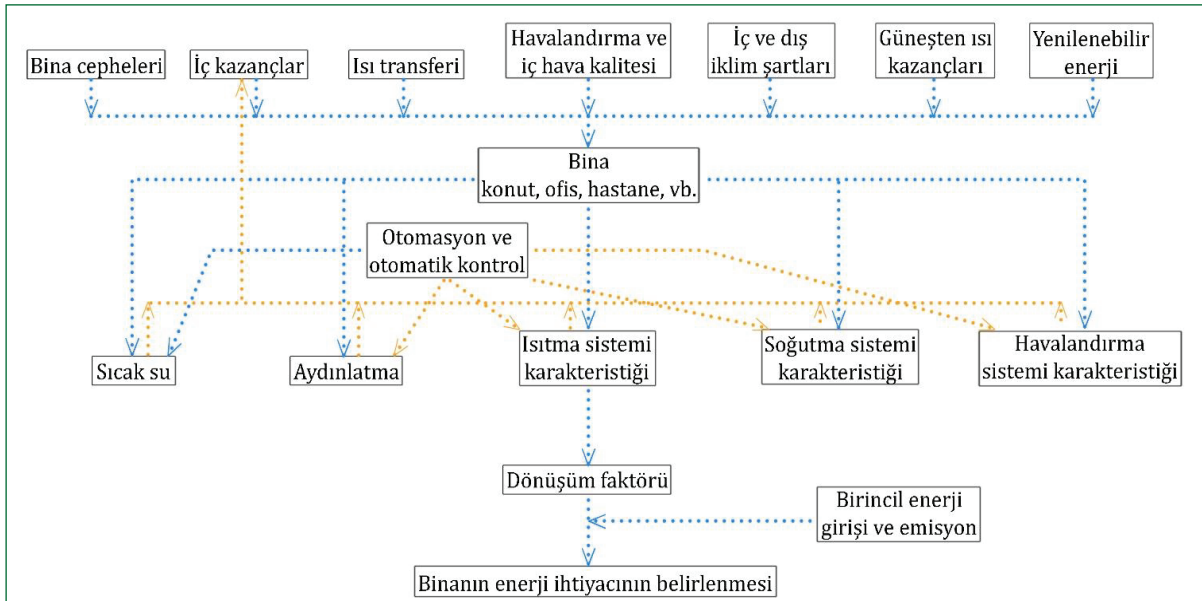 Bina cepheleri
İç kazançlar
Isı transferi
Havalandırma ve
iç hava kalitesi
İç ve dış
iklim şartları
Güneşten ısı
kazançları
Yenilenebilir
enerji
Bina
konut, ofis, hastane, vb.
Otomasyon ve
otomatik kontrol
Sıcak su
Aydınlatma
Isıtma sistemi
karakteristiği
Soğutma sistemi
karakteristiği
Havalandırma
sistemi karakteristiği
Dönüşüm faktörü
Birincil enerji
girişi ve emisyon
Binanın enerji ihtiyacının belirlenmesi